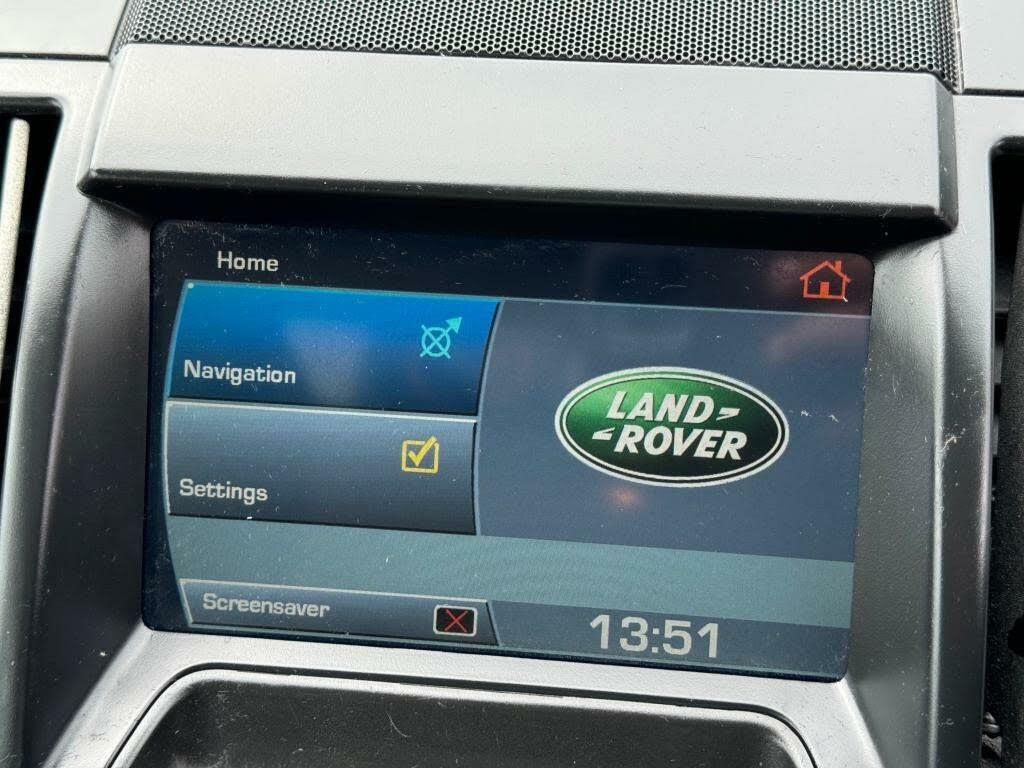 Home
Navigation
Settings
LAND
ROVER
Screensaver
13:51